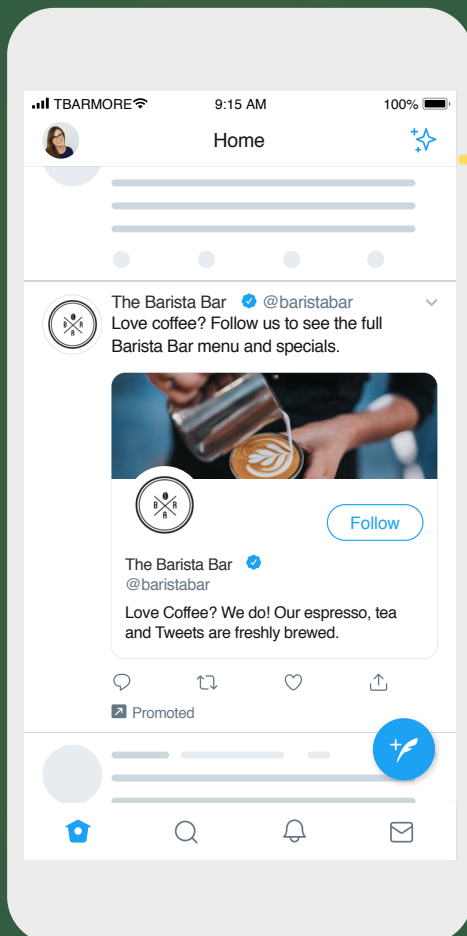 TBARMORE 9:15 AM 100%
Home
The Barista Bar @baristabar
Love coffee? Follow us to see the full
Barista Bar menu and specials.
B R
A
B R
A
Follow
The Barista Bar
@baristabar
Love Coffee? We do! Our espresso, tea
and Tweets are freshly brewed.
Promoted